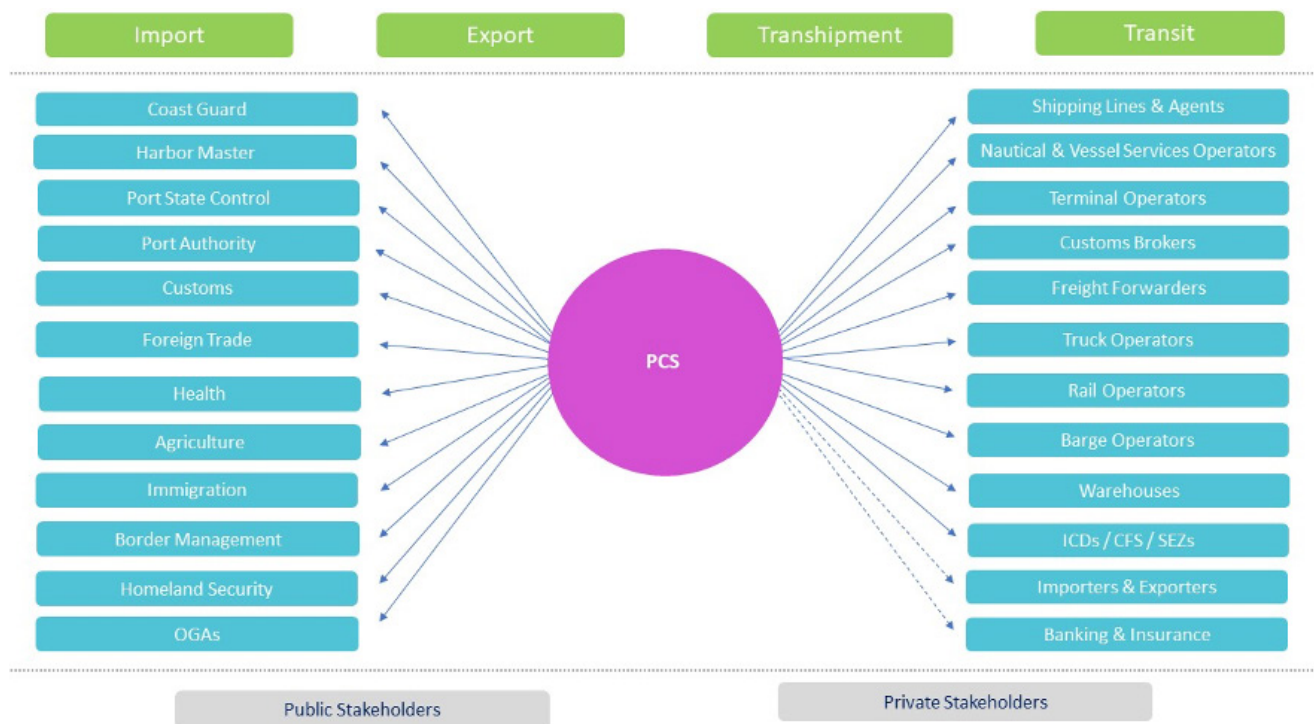 Import
Export
Transhipment
Transit
Coast Guard
Harbor Master
Port State Control
Port Authority
Customs
Foreign Trade
Health
Agriculture
Immigration
Border Management
Homeland Security
OGAs
PCS
Shipping Lines & Agents
Nautical & Vessel Services Operators
Terminal Operators
Customs Brokers
Freight Forwarders
Truck Operators
Rail Operators
Barge Operators
Warehouses
ICDs / CFS / SEZs
Importers & Exporters
Banking & Insurance
Public Stakeholders
Private Stakeholders